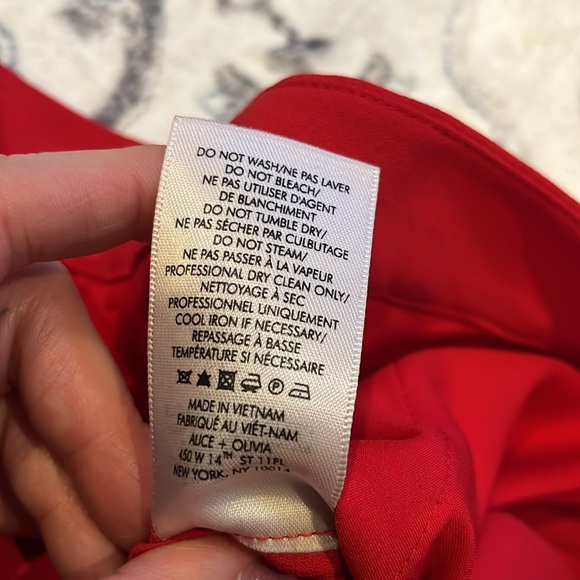 DO NOT WASH/NE PAS LAVER
DO NOT BLEACH/
NE PAS UTILISER D'AGENT
DE BLANCHIMENT
DO NOT TUMBLE DRY/
NE PAS SÉCHER PAR CULBUTAGE
DO NOT STEAM/
NE PAS PASSER À LA VAPEUR
PROFESSIONAL DRY CLEAN ONLY/
NETTOYAGE À SEC
PROFESSIONNEL UNIQUEMENT
COOL IRON IF NECESSARY/
REPASSAGE À BASSE
TEMPÉRATURE SI NÉCESSAIRE
P
MADE IN VIETNAM
FABRIQUÉ AU VIÊT-NAM
ALICE + OLIVIA
450 W 14TH ST 11FL
NEW YORK, NY 10014